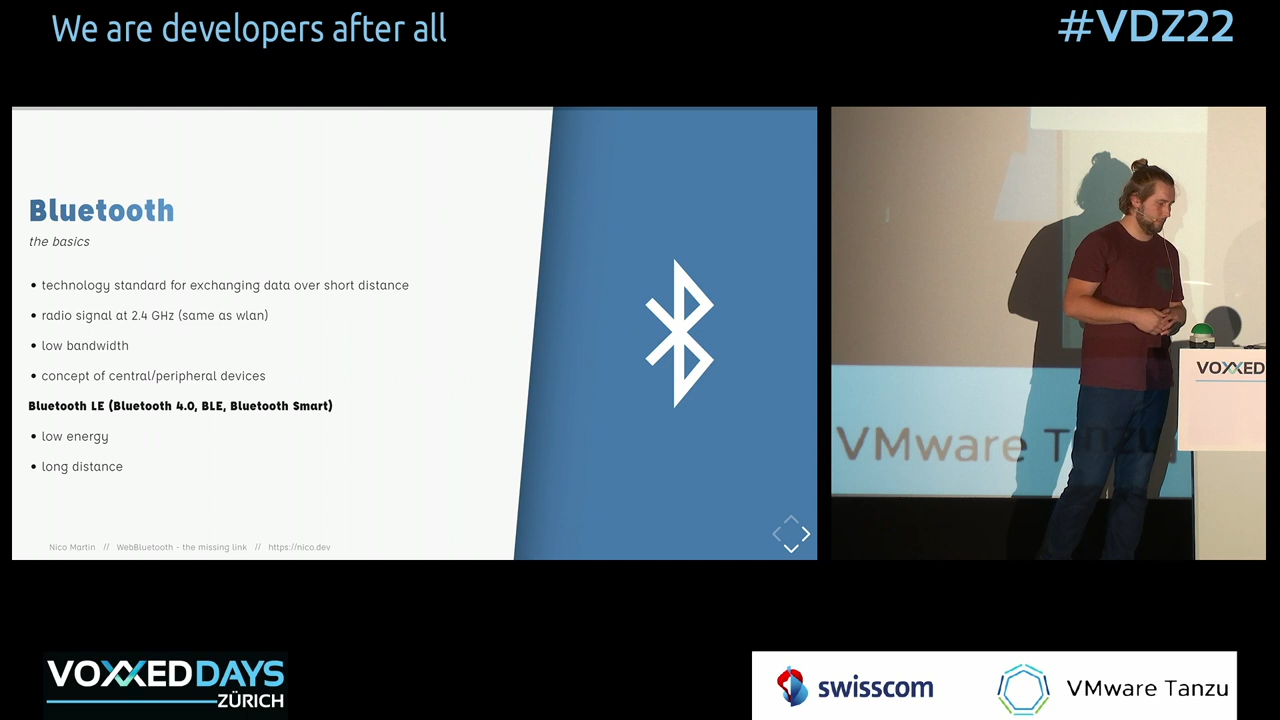 We are developers after all
#VDZ22
Bluetooth
the basics
• technology standard for exchanging data over short distance
• radio signal at 2.4 GHz (same as wlan)
• low bandwidth
• concept of central/peripheral devices
Bluetooth LE (Bluetooth 4.0, BLE, Bluetooth Smart)
• low energy
• long distance
Nico Martin // WebBluetooth - the missing link // https://nico.dev
VOXXED
VMware Tanzu
VOXXED DAYS
ZÜRICH
swisscom
VMware Tanzu